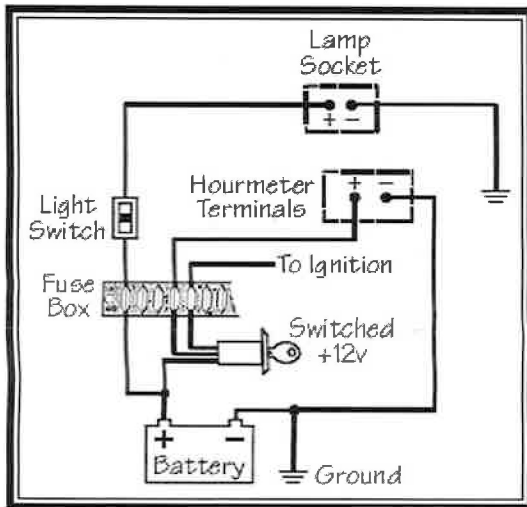 Lamp
Socket
+ −
Hourmeter
Terminals
+ −
Light
Switch
To Ignition
Fuse
Box
Switched
+12v
+ −
Battery
Ground